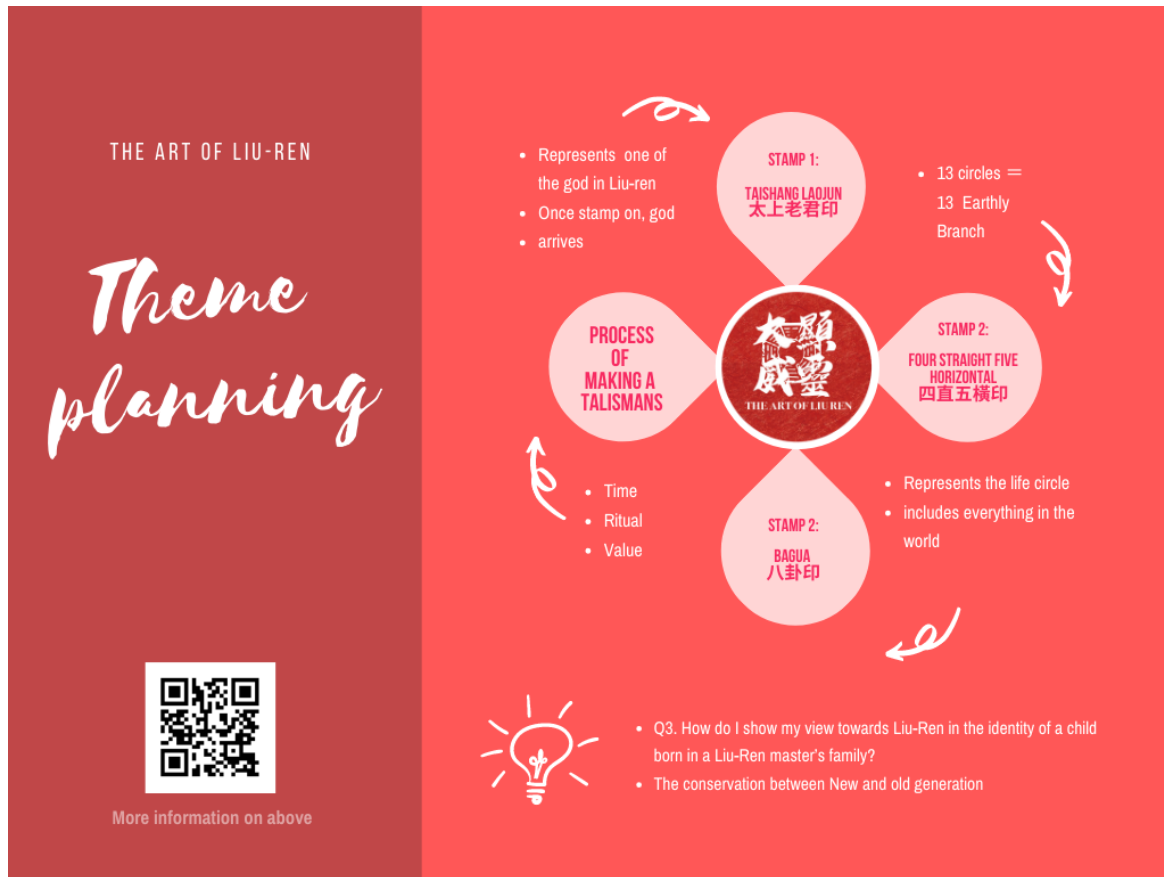 THE ART OF LIU-REN
Theme
planning
More information on above
Represents one of
the god in Liu-ren
Once stamp on, god
arrives
STAMP 1:
TAISHANG LAOJUN
太上老君印
13 circles =
13 Earthly
Branch
PROCESS
OF
MAKING A
TALISMANS
大顯
威靈
THE ART OF LIU REN
STAMP 2:
FOUR STRAIGHT FIVE
HORIZONTAL
四直五橫印
Time
Ritual
Value
STAMP 2:
BAGUA
八卦印
Represents the life circle
includes everything in the
world
Q3. How do I show my view towards Liu-Ren in the identity of a child
born in a Liu-Ren master's family?
The conservation between New and old generation